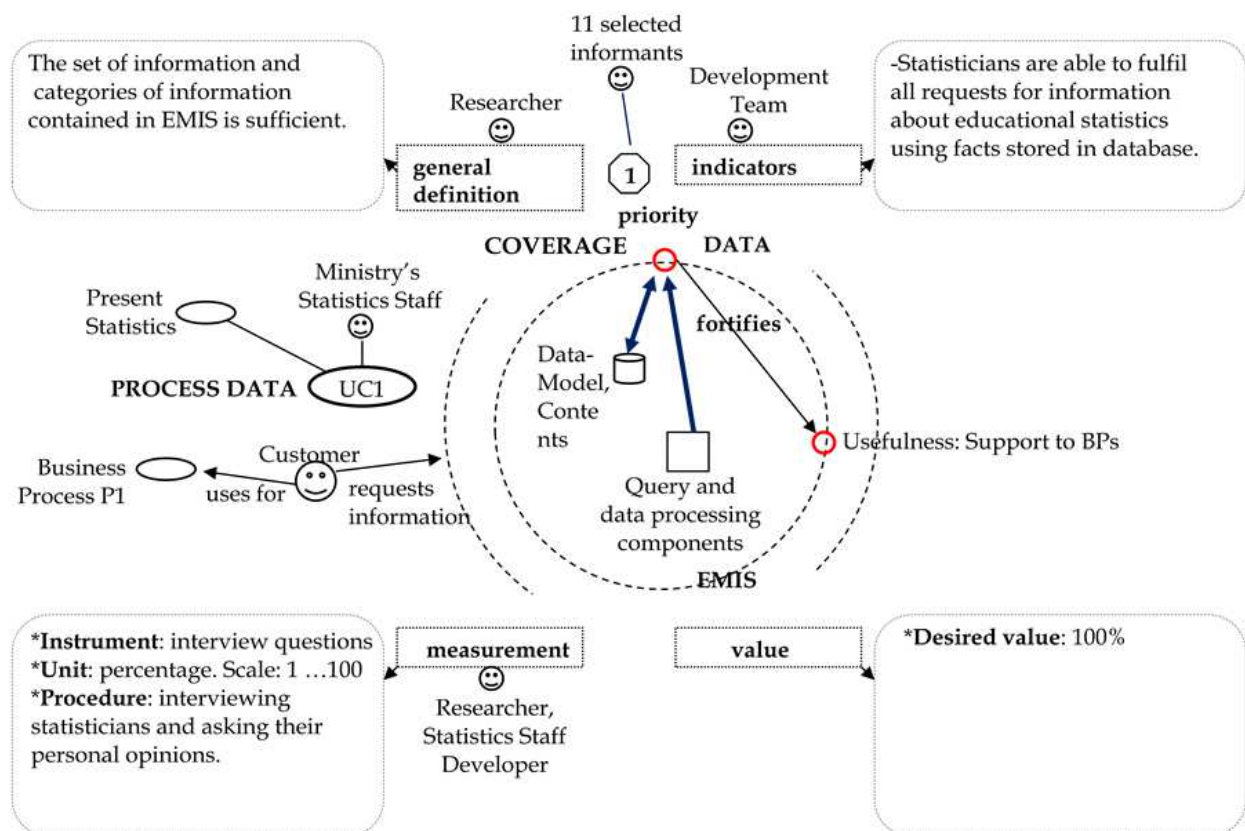 11 selected
informants
The set of information and
categories of information
contained in EMIS is sufficient.
Researcher
Development
Team
-Statisticians are able to fulfil
all requests for information
about educational statistics
using facts stored in database.
general
definition
1
indicators
priority
COVERAGE
DATA
Present
Statistics
Ministry's
Statistics Staff
PROCESS DATA
UC1
fortifies
Data-
Model,
Conte
nts
Usefulness: Support to BPs
Business
Process P1
uses for
Customer
requests
information
Query and
data processing
components
EMIS
*Instrument: interview questions
*Unit: percentage. Scale: 1 ...100
*Procedure: interviewing
statisticians and asking their
personal opinions.
measurement
Researcher,
Statistics Staff
Developer
value
*Desired value: 100%